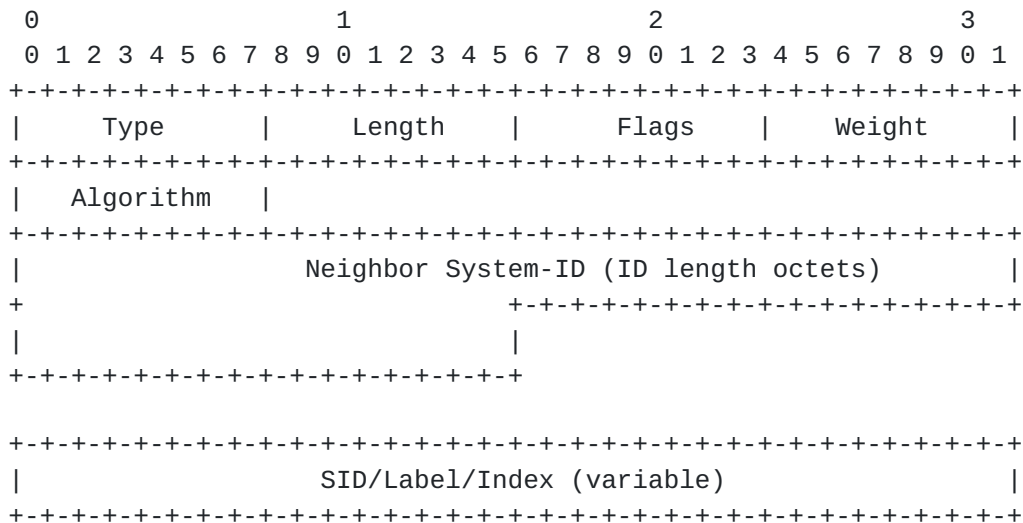 0                   1                   2                   3
 0 1 2 3 4 5 6 7 8 9 0 1 2 3 4 5 6 7 8 9 0 1 2 3 4 5 6 7 8 9 0 1
+-+-+-+-+-+-+-+-+-+-+-+-+-+-+-+-+-+-+-+-+-+-+-+-+-+-+-+-+-+-+-+-+
|     Type      |     Length    |      Flags    |    Weight     |
+-+-+-+-+-+-+-+-+-+-+-+-+-+-+-+-+-+-+-+-+-+-+-+-+-+-+-+-+-+-+-+-+
|   Algorithm   |
+-+-+-+-+-+-+-+-+-+-+-+-+-+-+-+-+-+-+-+-+-+-+-+-+-+-+-+-+-+-+-+-+
|                  Neighbor System-ID (ID length octets)        |
+                               +-+-+-+-+-+-+-+-+-+-+-+-+-+-+-+-+
|                               |
+-+-+-+-+-+-+-+-+-+-+-+-+-+-+-+-+

+-+-+-+-+-+-+-+-+-+-+-+-+-+-+-+-+-+-+-+-+-+-+-+-+-+-+-+-+-+-+-+-+
|                   SID/Label/Index (variable)                  |
+-+-+-+-+-+-+-+-+-+-+-+-+-+-+-+-+-+-+-+-+-+-+-+-+-+-+-+-+-+-+-+-+